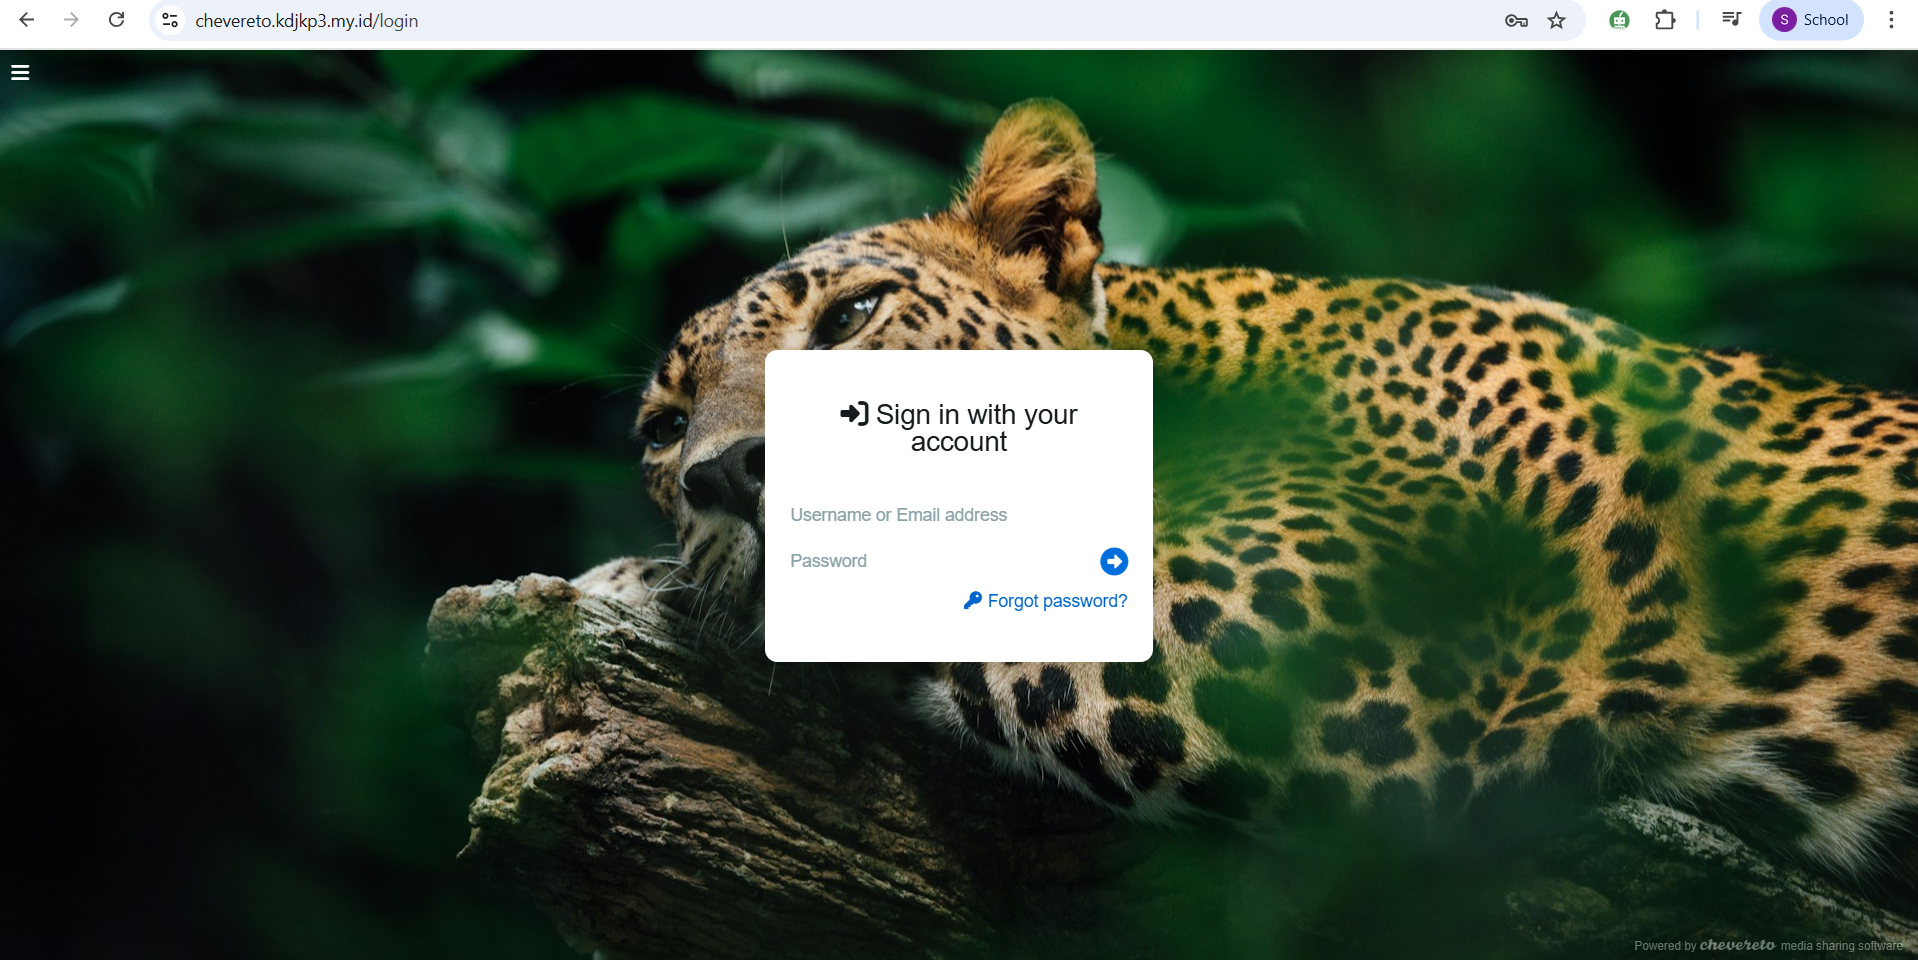 chevereto.kdjkp3.my.id/login
S School
Sign in with your
account
Username or Email address
Password
Forgot password?
Powered by chevereto media sharing software